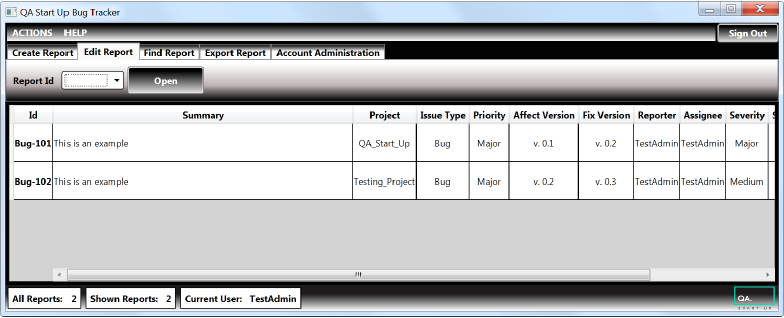 QA Start Up Bug Tracker
ACTIONS HELP
Sign Out
Create Report Edit Report Find Report Export Report Account Administration
Report Id Open
Id Summary Project Issue Type Priority Affect Version Fix Version Reporter Assignee Severity
Bug-101 This is an example QA_Start_Up Bug Major v. 0.1 v. 0.2 TestAdmin TestAdmin Major
Bug-102 This is an example Testing_Project Bug Major v. 0.2 v. 0.3 TestAdmin TestAdmin Medium
All Reports: 2 Shown Reports: 2 Current User: TestAdmin
QA.
START UP